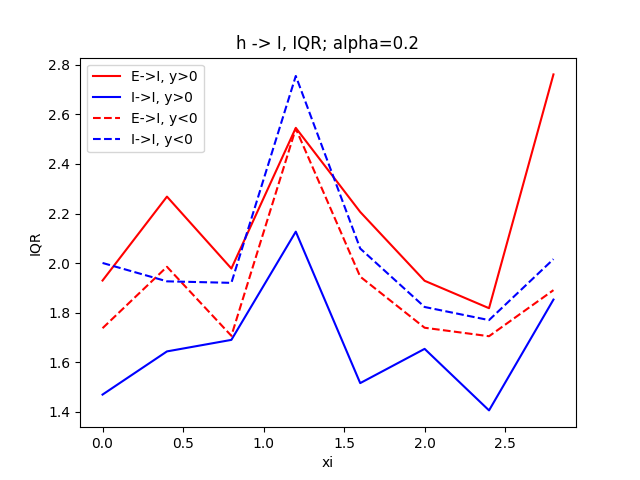 h -> I, IQR; alpha=0.2
E->I, y>0
I->I, y>0
E->I, y<0
I->I, y<0
IQR
2.8
2.6
2.4
2.2
2.0
1.8
1.6
1.4
0.0 0.5 1.0 1.5 2.0 2.5
xi